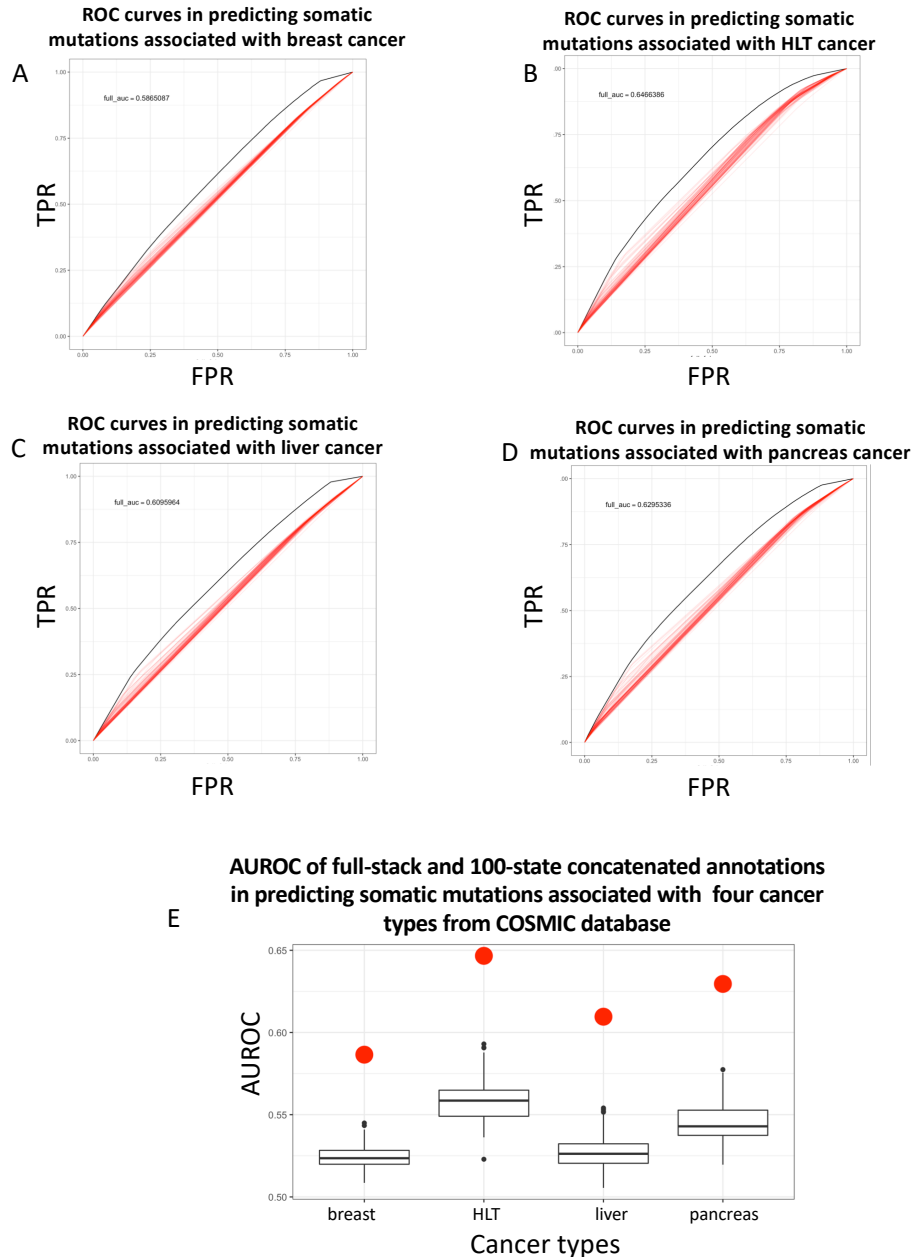 ROC curves in predicting somatic
mutations associated with breast cancer
A
1.00
0.75
0.50
0.25
0.00
full_auc = 0.5865087
TPR
0.00 0.25 0.50 0.75 1.00
FPR
ROC curves in predicting somatic
mutations associated with HLT cancer
B
.00
.75
.50
.25
.00
full_auc = 0.6466386
TPR
0.00 0.25 0.50 0.75 1.00
FPR
ROC curves in predicting somatic
mutations associated with liver cancer
C
1.00
0.75
0.50
0.25
0.00
full_auc = 0.6095964
TPR
0.00 0.25 0.50 0.75 1.00
FPR
ROC curves in predicting somatic
mutations associated with pancreas cancer
D
.00
.75
.50
.25
.00
full_auc = 0.6295336
TPR
0.00 0.25 0.50 0.75 1.00
FPR
AUROC of full-stack and 100-state concatenated annotations
in predicting somatic mutations associated with four cancer
types from COSMIC database
E
0.65
0.60
0.55
0.50
AUROC
breast HLT liver pancreas
Cancer types